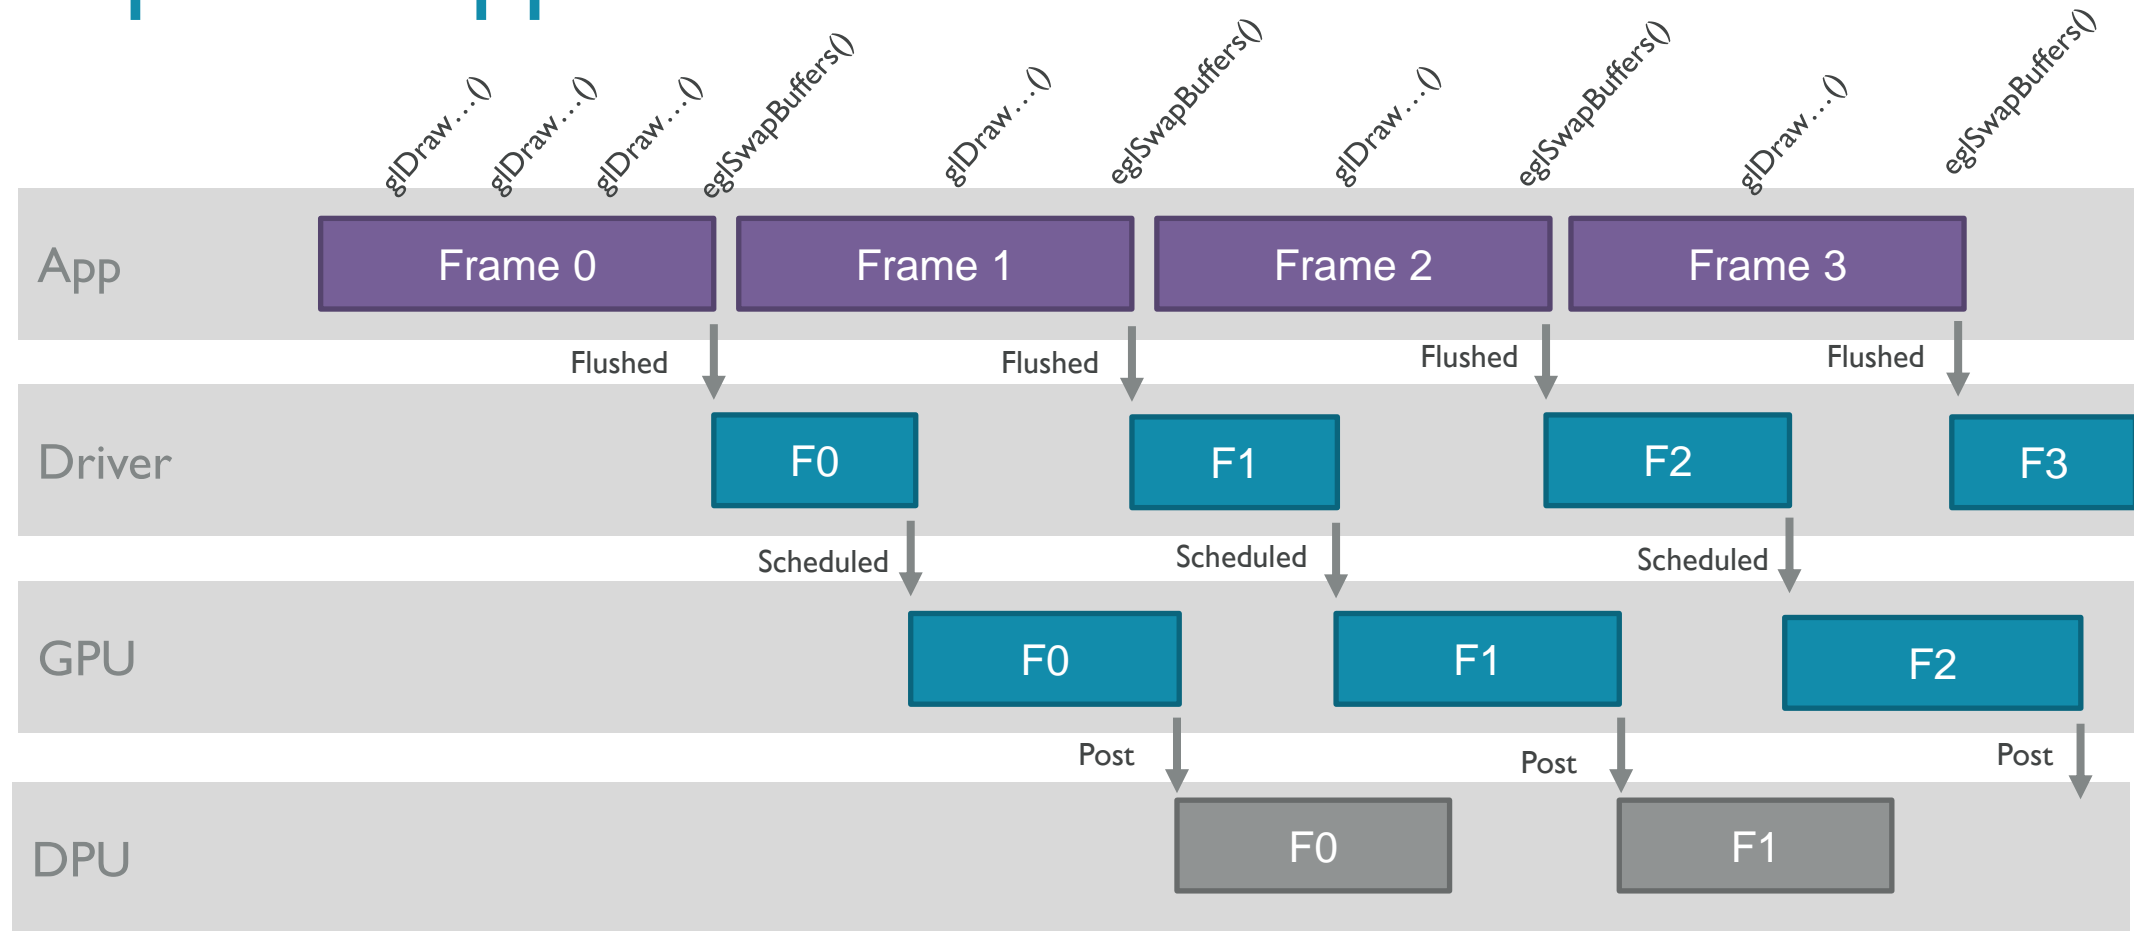 glDraw…()
glDraw…()
glDraw…()
eglSwapBuffers()
glDraw…()
eglSwapBuffers()
glDraw…()
eglSwapBuffers()
glDraw…()
eglSwapBuffers()
App
Frame 0
Frame 1
Frame 2
Frame 3
Flushed
Flushed
Flushed
Flushed
Driver
F0
F1
F2
F3
Scheduled
Scheduled
Scheduled
GPU
F0
F1
F2
Post
Post
Post
DPU
F0
F1